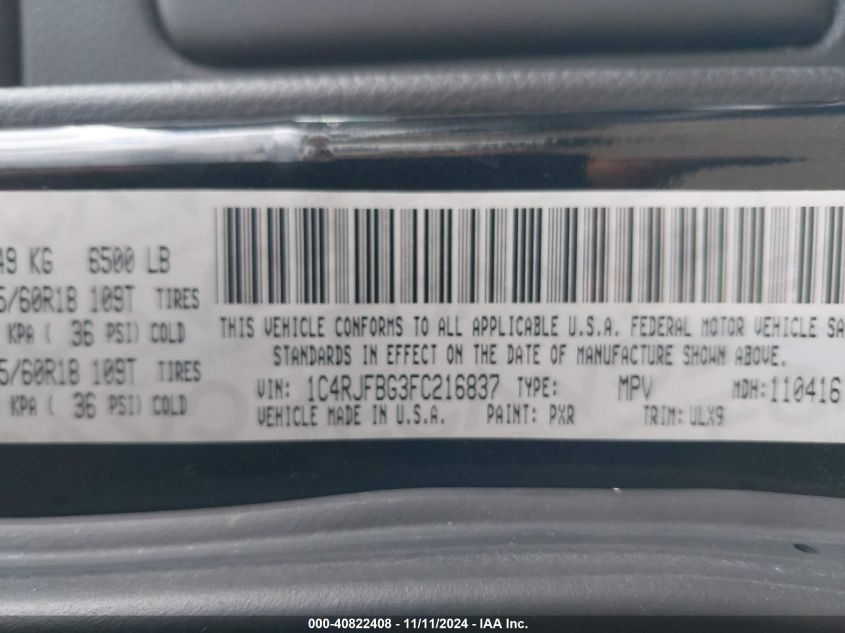 49 KG 6500 LB
5/60R18 109T TIRES
KPA ( 36 PSI) COLD
5/60R18 109T TIRES
KPA ( 36 PSI) COLD
THIS VEHICLE CONFORMS TO ALL APPLICABLE U.S.A. FEDERAL MOTOR VEHICLE SA
STANDARDS IN EFFECT ON THE DATE OF MANUFACTURE SHOWN ABOVE.
VIN: 1C4RJFBG3FC216837 TYPE: MPV MDH:110416
VEHICLE MADE IN U.S.A. PAINT: PXR TRIM: ULX9
000-40822408 - 11/11/2024 - IAA Inc.